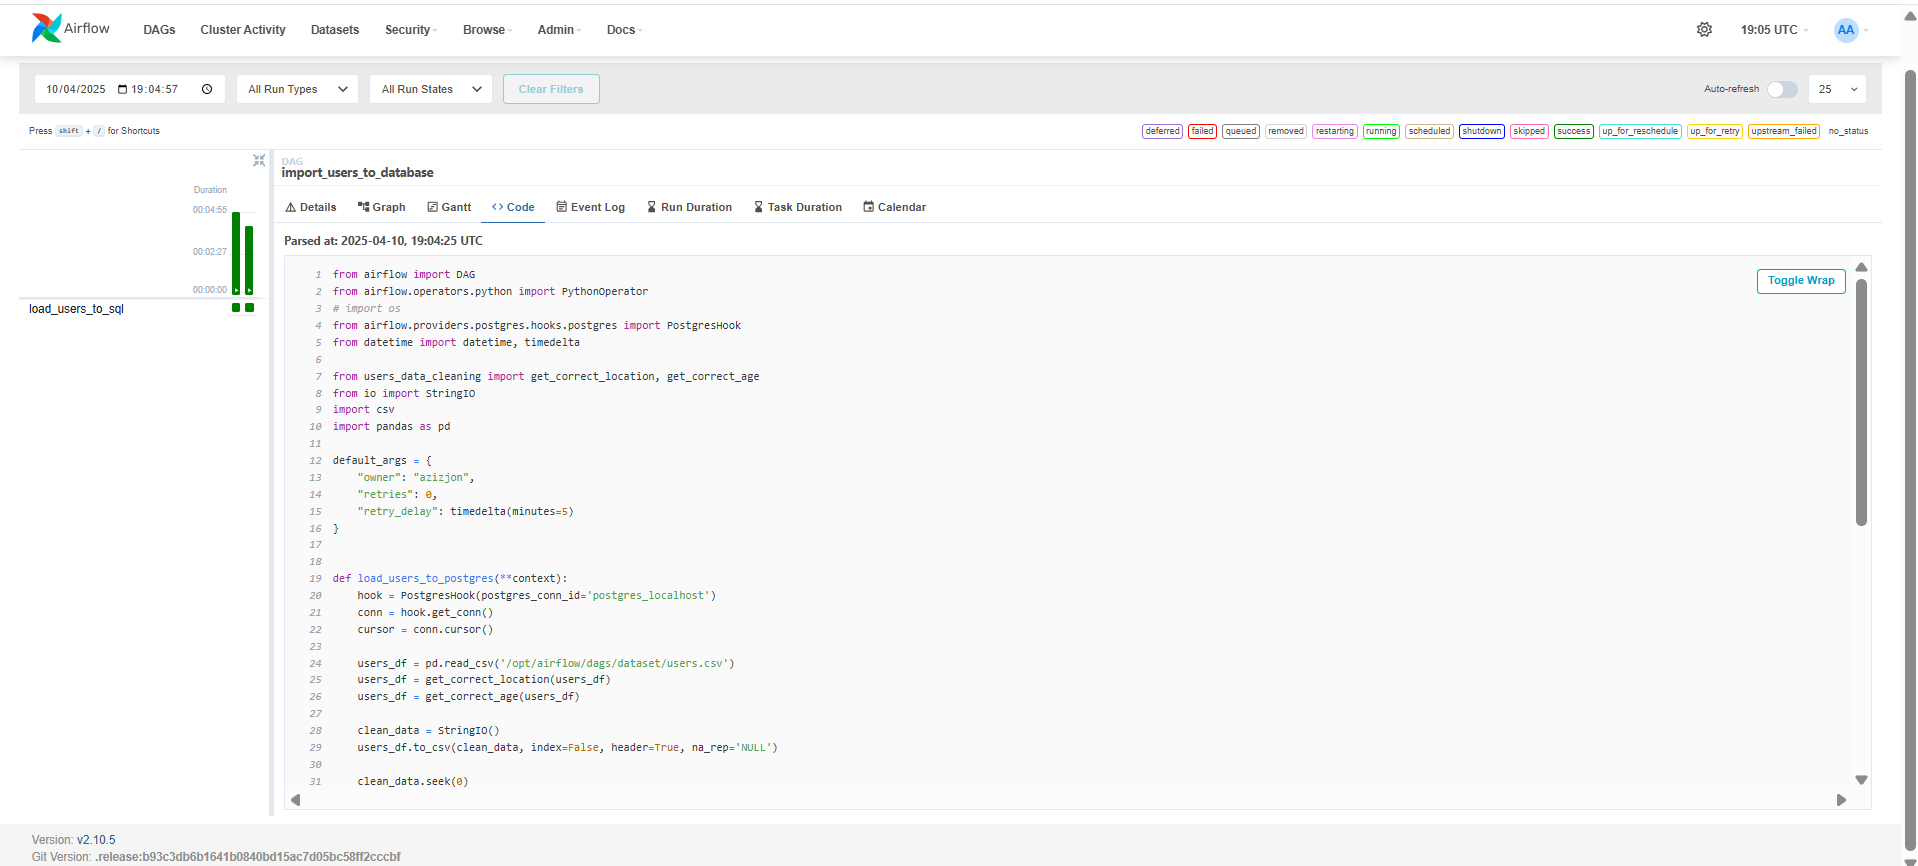 Airflow
DAGs Cluster Activity Datasets Security Browse Admin Docs 19:05 UTC AA
10/04/2025 19:04:57 All Run Types All Run States Clear Filters Auto-refresh 25
Press shift + / for Shortcuts deferred failed queued removed restarting running scheduled shutdown skipped success up_for_reschedule up_for_retry upstream_failed no_status
Duration
00:04:55
00:02:27
00:00:00
load_users_to_sql
DAG
import_users_to_database
Details Graph Gantt Code Event Log Run Duration Task Duration Calendar
Parsed at: 2025-04-10, 19:04:25 UTC
Toggle Wrap
1 from airflow import DAG
2 from airflow.operators.python import PythonOperator
3 # import os
4 from airflow.providers.postgres.hooks.postgres import PostgresHook
5 from datetime import datetime, timedelta
6
7 from users_data_cleaning import get_correct_location, get_correct_age
8 from io import StringIO
9 import csv
10 import pandas as pd
11
12 default_args = {
13     "owner": "azizjon",
14     "retries": 0,
15     "retry_delay": timedelta(minutes=5)
16 }
17
18
19 def load_users_to_postgres(**context):
20     hook = PostgresHook(postgres_conn_id='postgres_localhost')
21     conn = hook.get_conn()
22     cursor = conn.cursor()
23
24     users_df = pd.read_csv('/opt/airflow/dags/dataset/users.csv')
25     users_df = get_correct_location(users_df)
26     users_df = get_correct_age(users_df)
27
28     clean_data = StringIO()
29     users_df.to_csv(clean_data, index=False, header=True, na_rep='NULL')
30
31     clean_data.seek(0)
Version: v2.10.5
Git Version: .release:b93c3db6b1641b0840bd15ac7d05bc58ff2cccbf